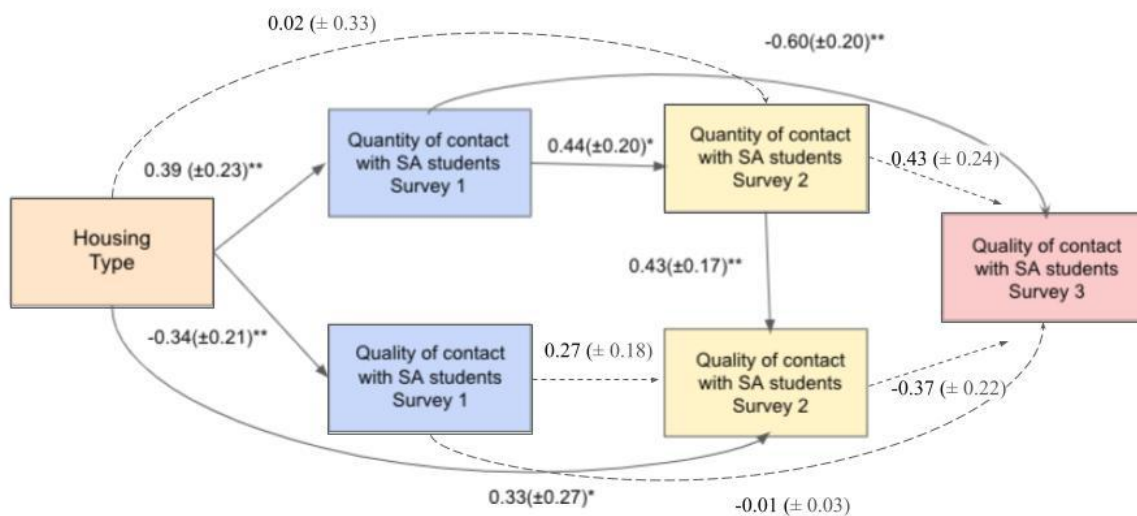 0.02 (± 0.33)
-0.60(±0.20)**
Quantity of contact
with SA students
Survey 1
0.44(±0.20)*
Quantity of contact
with SA students
Survey 2
0.43 (± 0.24)
0.39 (±0.23)**
Housing
Type
Quality of contact
with SA students
Survey 3
0.43(±0.17)**
-0.34(±0.21)**
Quality of contact
with SA students
Survey 1
0.27 (± 0.18)
Quality of contact
with SA students
Survey 2
-0.37 (± 0.22)
0.33(±0.27)*
-0.01 (± 0.03)